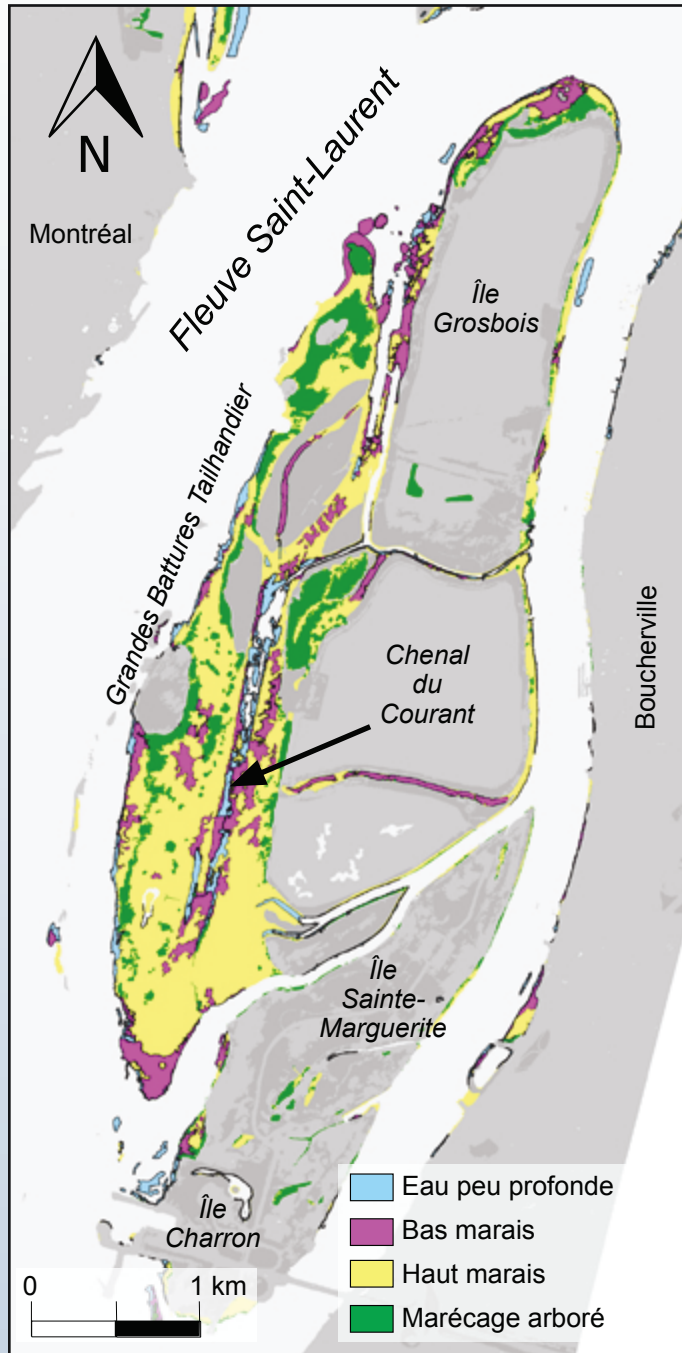 N
Montréal
Fleuve Saint-Laurent
Île
Grosbois
Grandes Battures Tailhandier
Chenal
du
Courant
Boucherville
Île
Sainte-
Marguerite
Île
Charron
Eau peu profonde
Bas marais
Haut marais
Marécage arboré
0 1 km